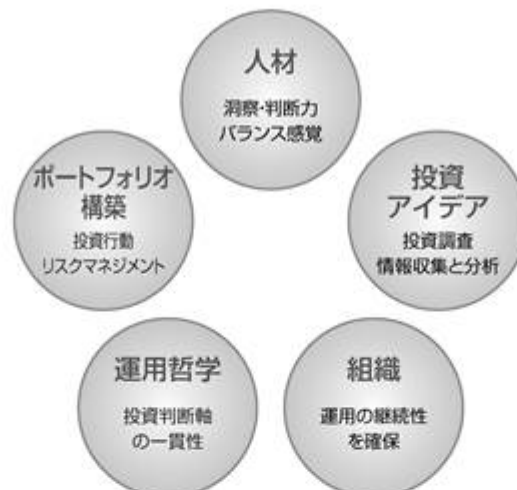 人材
洞察・判断力
バランス感覚
ポートフォリオ
構築
投資行動
リスクマネジメント
投資
アイデア
投資調査
情報収集と分析
運用哲学
投資判断軸
の一貫性
組織
運用の継続性
を確保